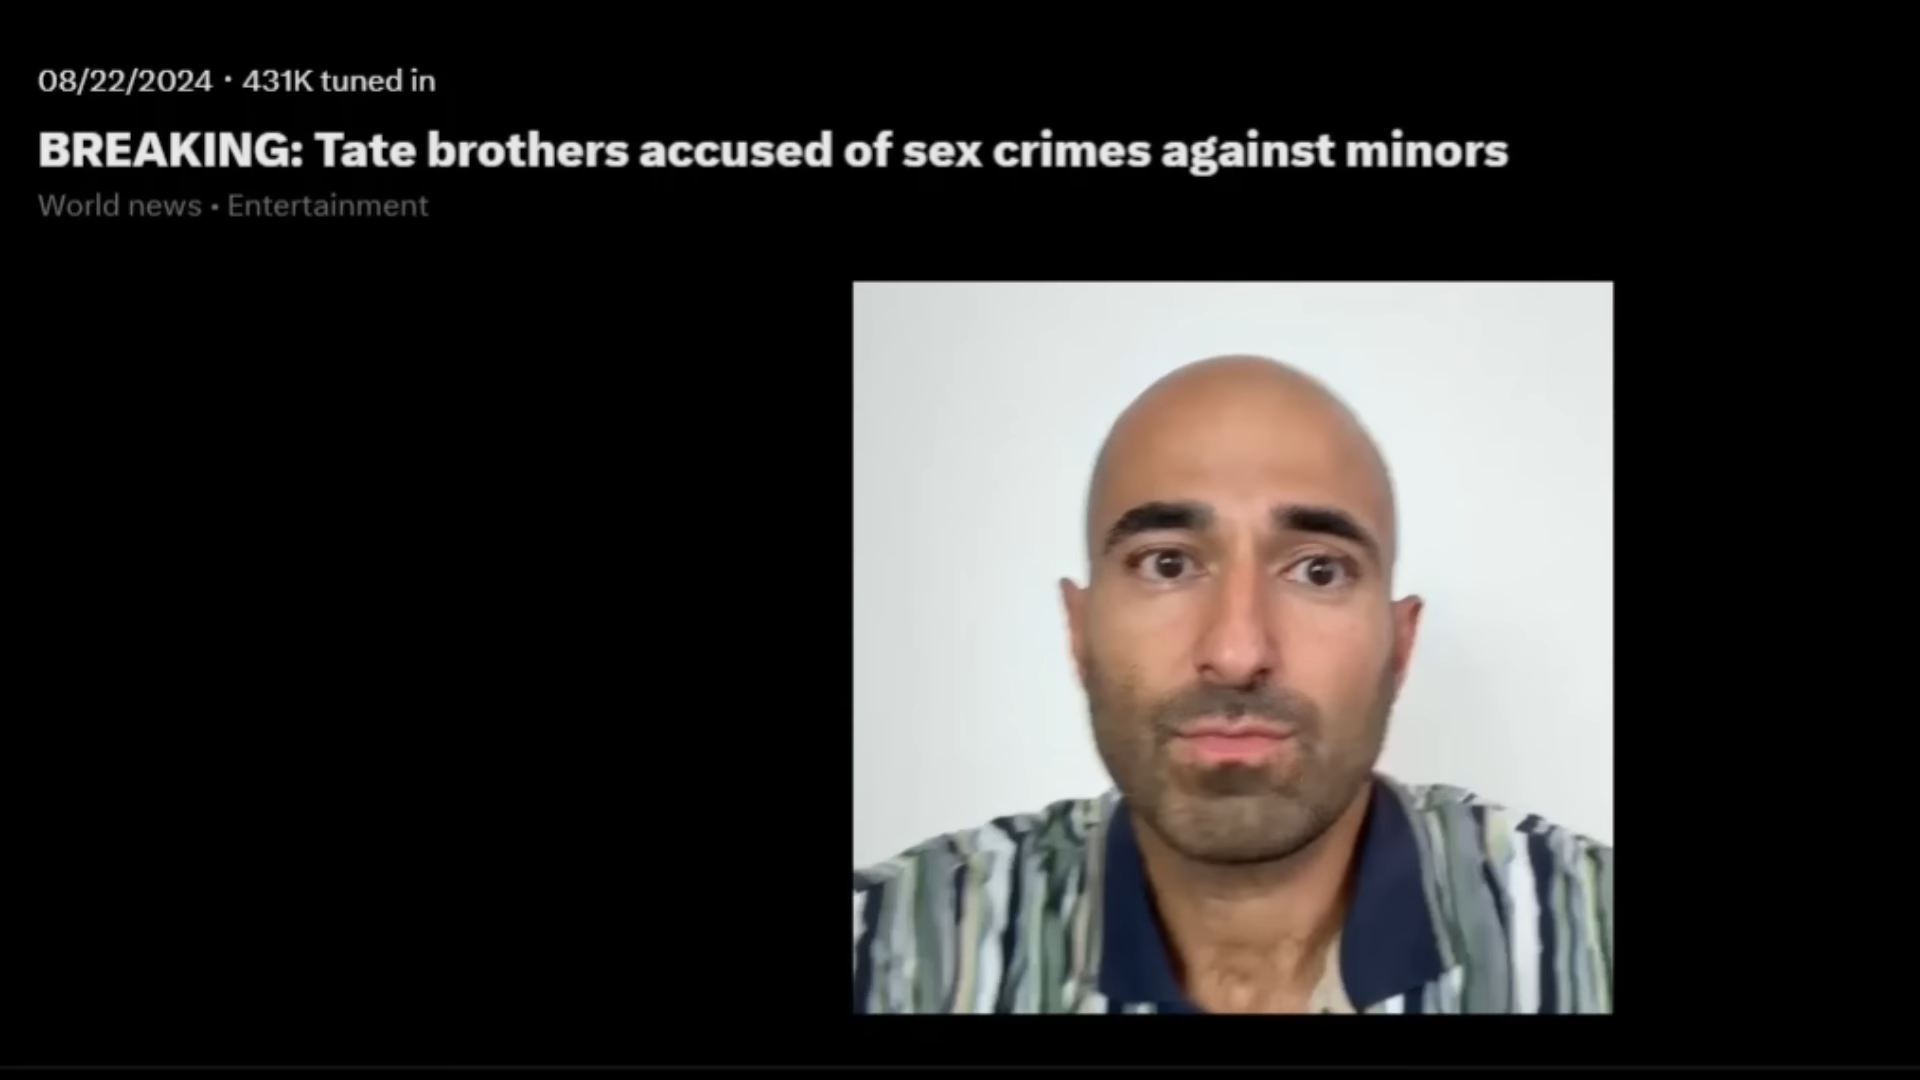 08/22/2024 · 431K tuned in
BREAKING: Tate brothers accused of sex crimes against minors
World news • Entertainment